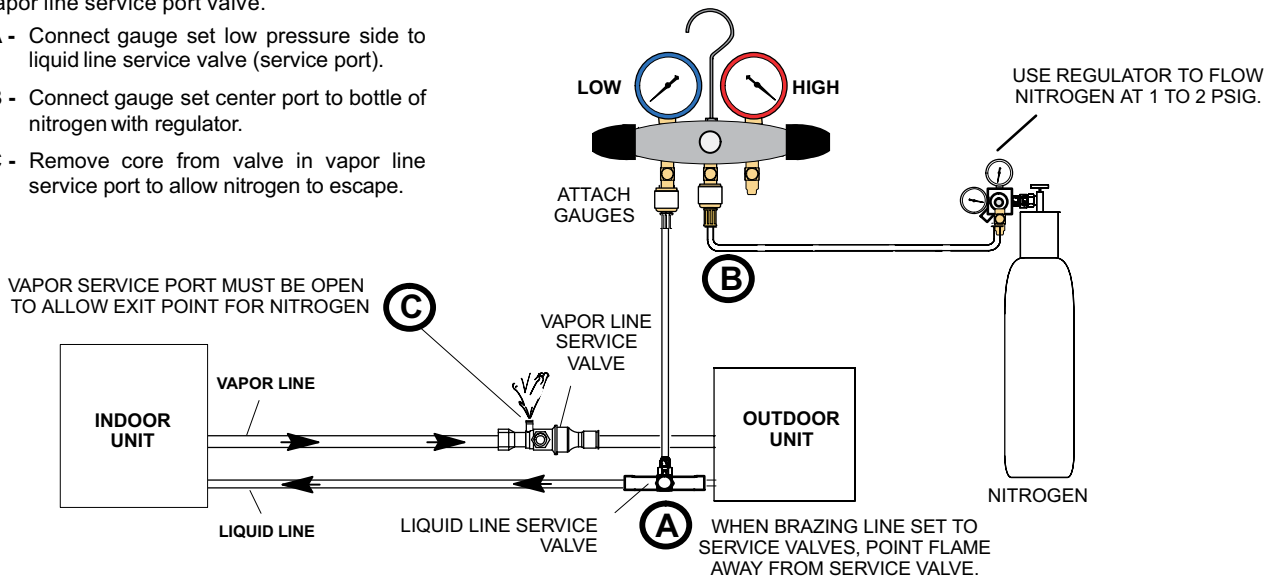 vapor line service port valve.
A - Connect gauge set low pressure side to
liquid line service valve (service port).
B - Connect gauge set center port to bottle of
nitrogen with regulator.
C - Remove core from valve in vapor line
service port to allow nitrogen to escape.
LOW
HIGH
USE REGULATOR TO FLOW
NITROGEN AT 1 TO 2 PSIG.
ATTACH
GAUGES
B
VAPOR SERVICE PORT MUST BE OPEN
TO ALLOW EXIT POINT FOR NITROGEN
C
VAPOR LINE
SERVICE
VALVE
INDOOR
UNIT
VAPOR LINE
OUTDOOR
UNIT
NITROGEN
LIQUID LINE
LIQUID LINE SERVICE
VALVE
A
WHEN BRAZING LINE SET TO
SERVICE VALVES, POINT FLAME
AWAY FROM SERVICE VALVE.